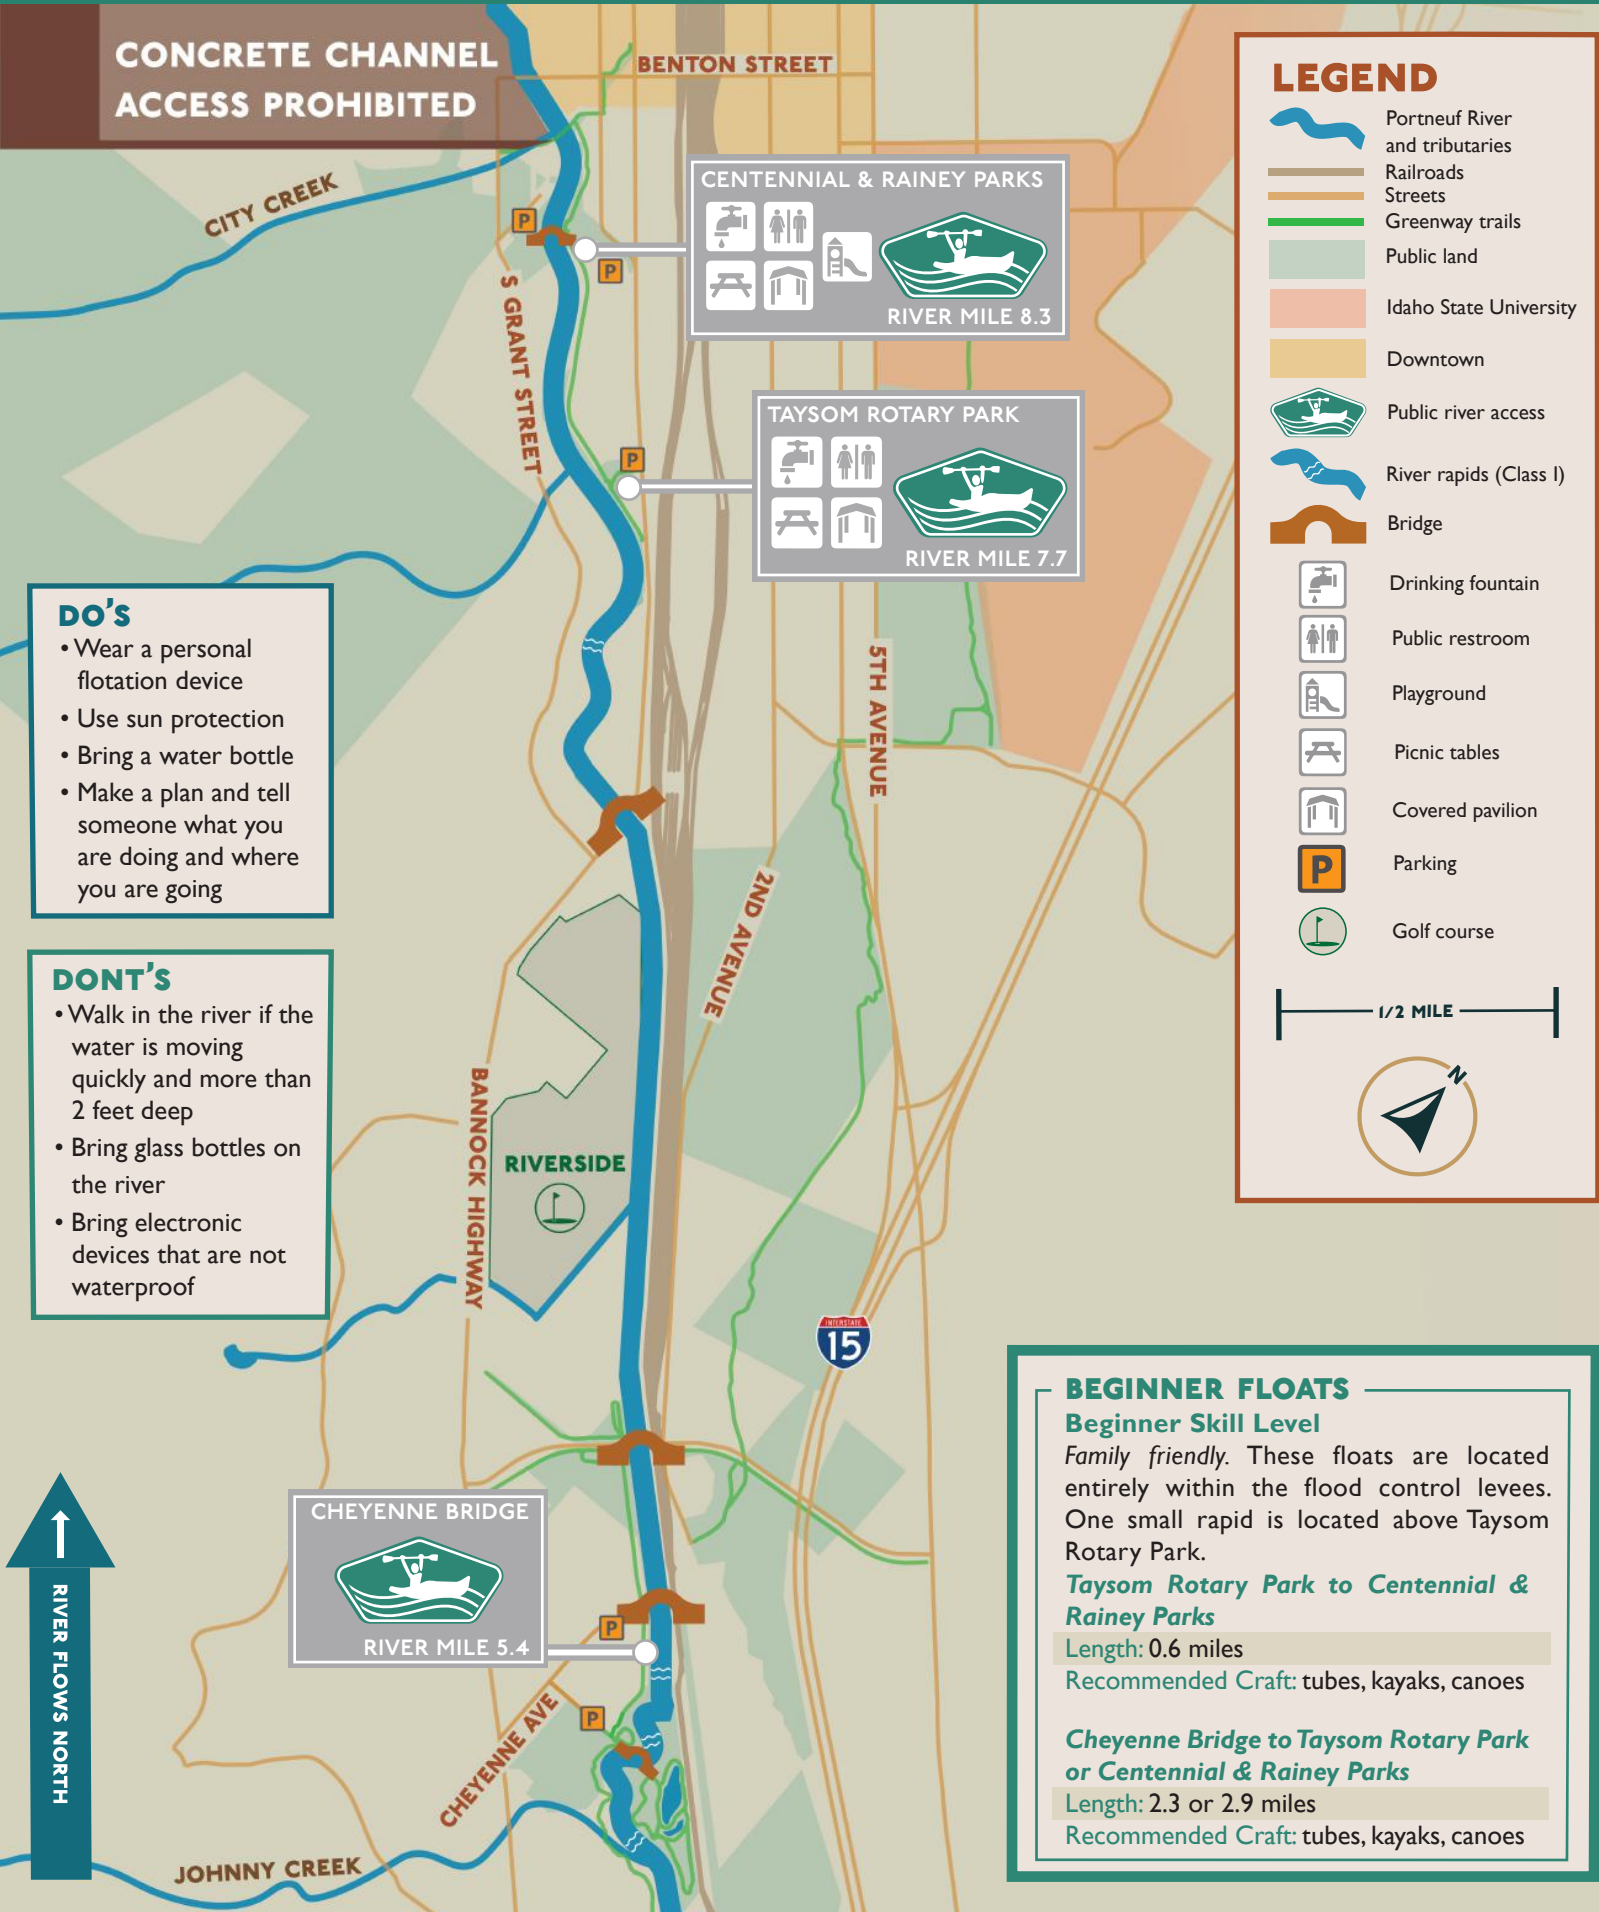 CONCRETE CHANNEL
ACCESS PROHIBITED
BENTON STREET
CITY CREEK
P
P
CENTENNIAL & RAINEY PARKS
RIVER MILE 8.3
S GRANT STREET
TAYSOM ROTARY PARK
RIVER MILE 7.7
P
DO'S
• Wear a personal
flotation device
• Use sun protection
• Bring a water bottle
• Make a plan and tell
someone what you
are doing and where
you are going
DONT'S
• Walk in the river if the
water is moving
quickly and more than
2 feet deep
• Bring glass bottles on
the river
• Bring electronic
devices that are not
waterproof
5TH AVENUE
2ND AVENUE
BANNOCK HIGHWAY
RIVERSIDE
INTERSTATE
15
CHEYENNE BRIDGE
RIVER MILE 5.4
P
P
CHEYENNE AVE
JOHNNY CREEK
RIVER FLOWS NORTH
LEGEND
Portneuf River
and tributaries
Railroads
Streets
Greenway trails
Public land
Idaho State University
Downtown
Public river access
River rapids (Class I)
Bridge
Drinking fountain
Public restroom
Playground
Picnic tables
Covered pavilion
P Parking
Golf course
1/2 MILE
N
BEGINNER FLOATS
Beginner Skill Level
Family friendly. These floats are located
entirely within the flood control levees.
One small rapid is located above Taysom
Rotary Park.
Taysom Rotary Park to Centennial &
Rainey Parks
Length: 0.6 miles
Recommended Craft: tubes, kayaks, canoes
Cheyenne Bridge to Taysom Rotary Park
or Centennial & Rainey Parks
Length: 2.3 or 2.9 miles
Recommended Craft: tubes, kayaks, canoes